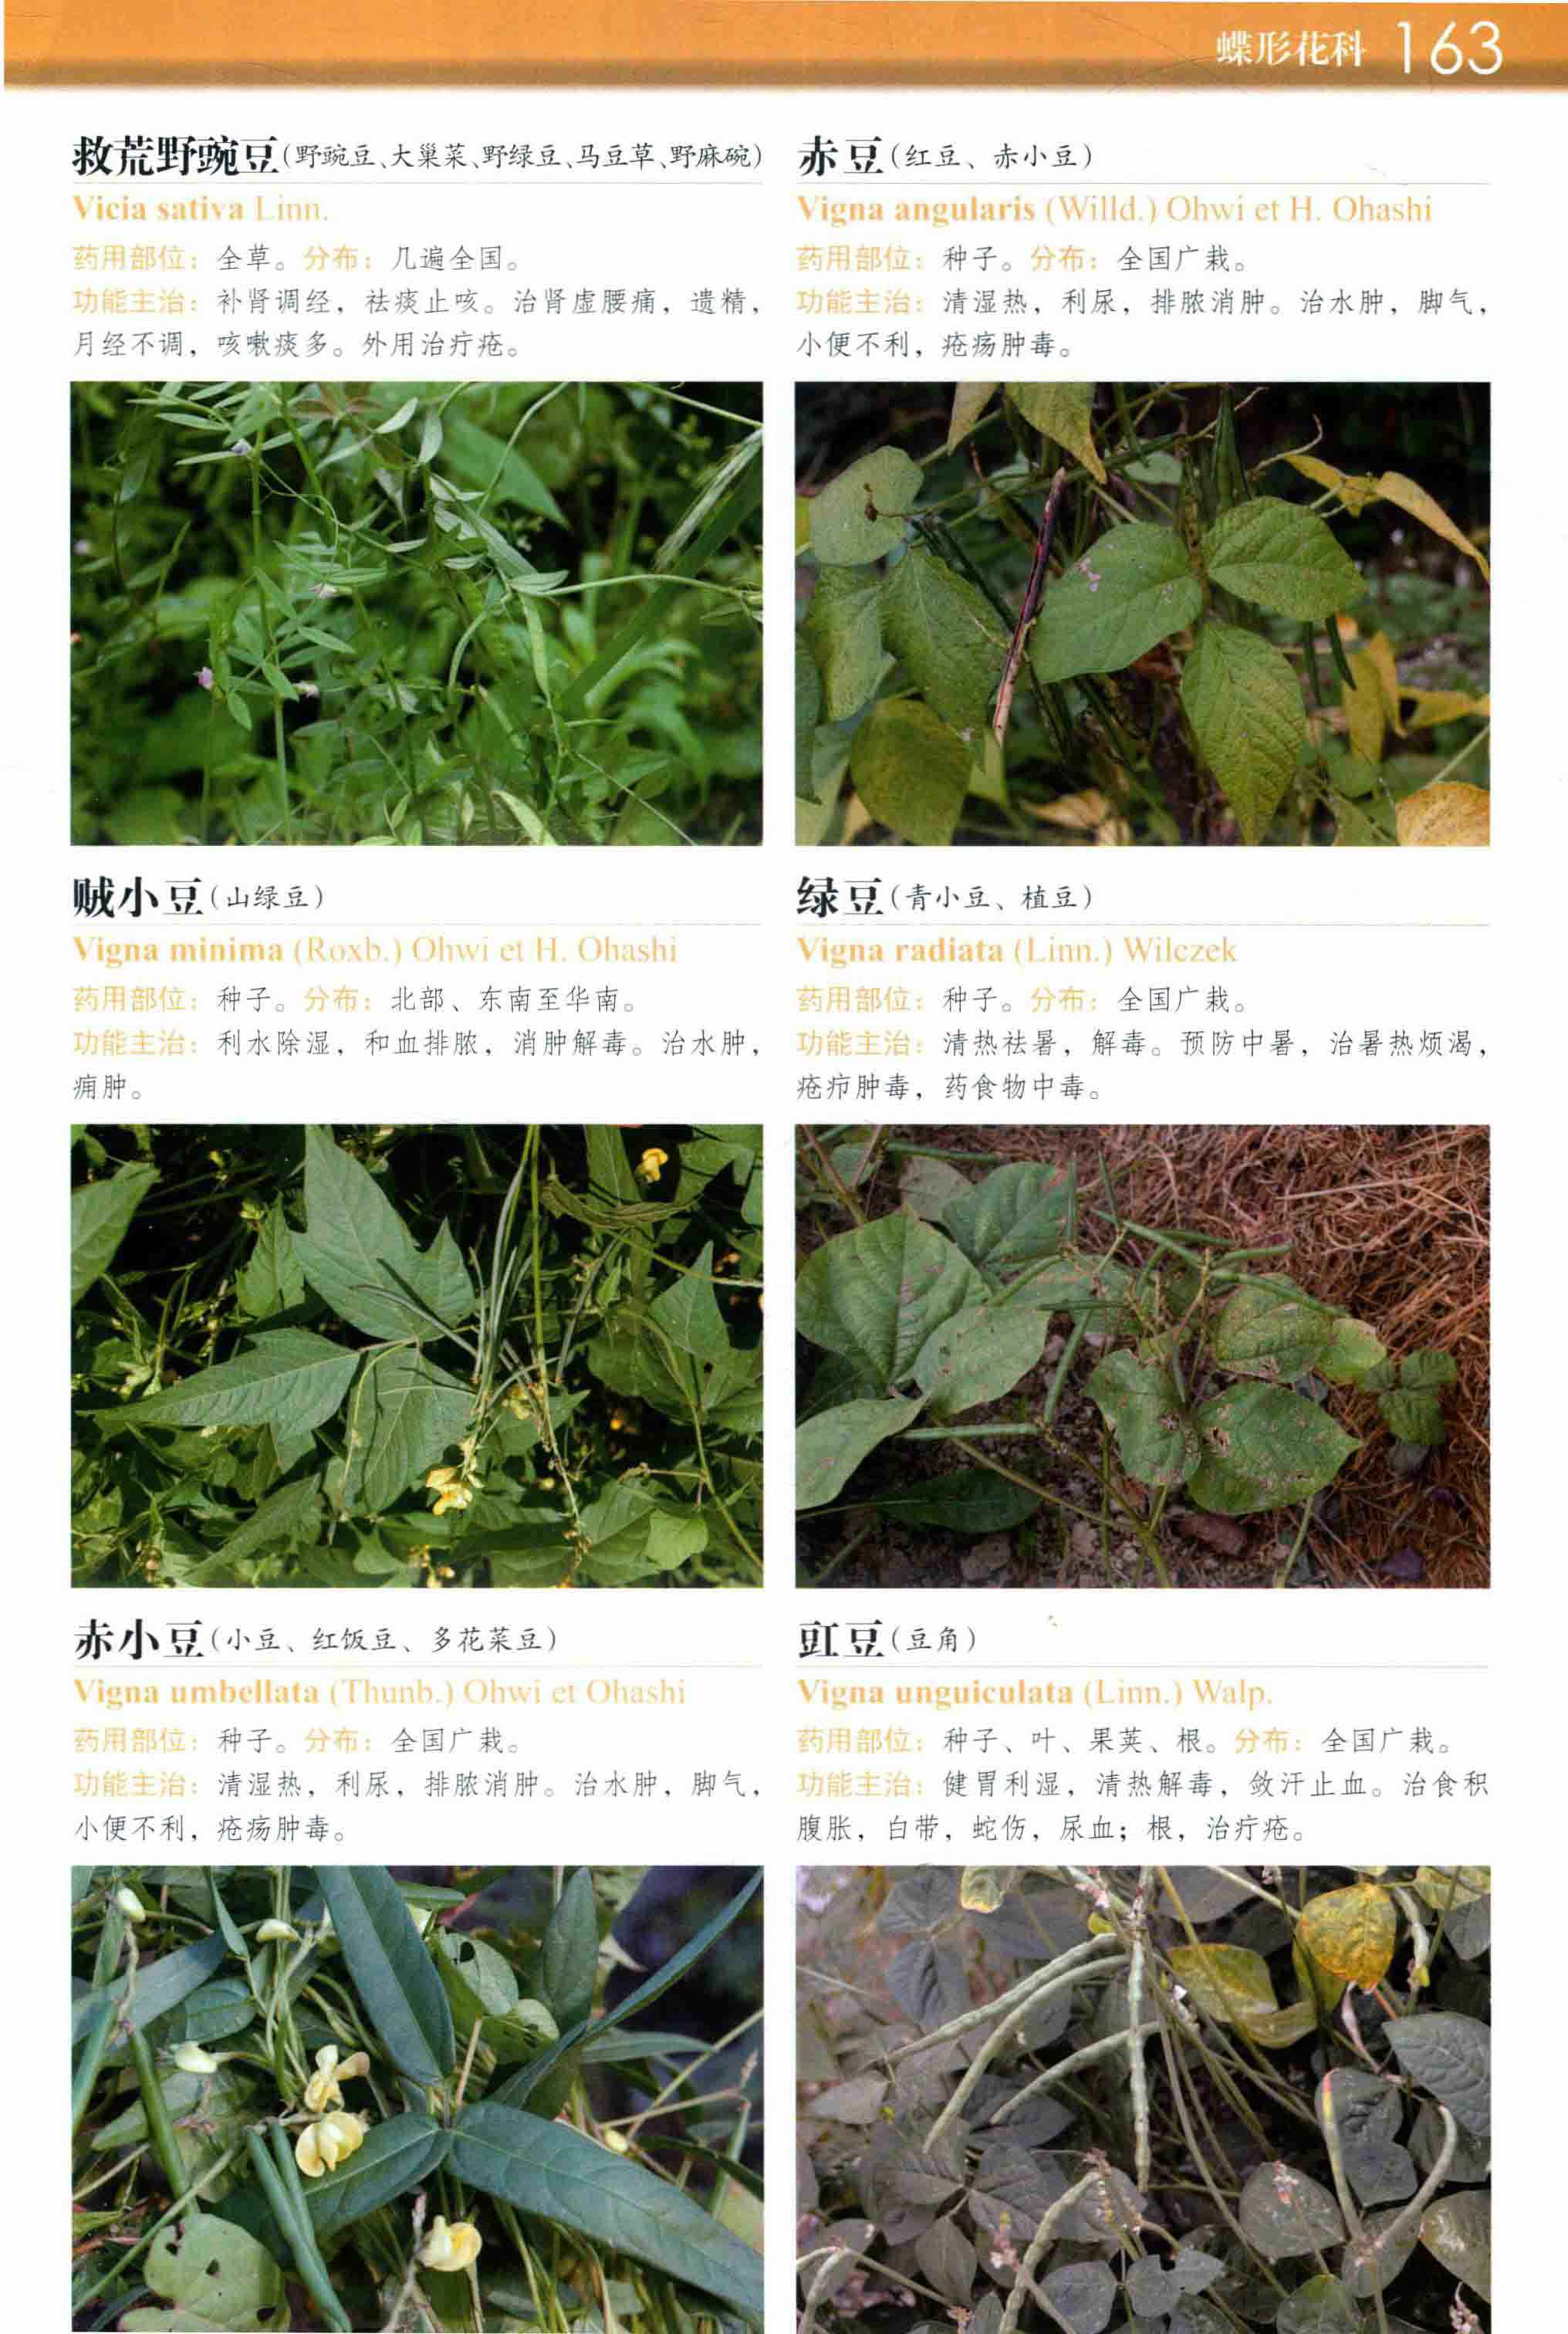 蝶形花科 163
救荒野豌豆(野豌豆、大巢菜、野绿豆、马豆草、野麻碗)
Vicia sativa Linn.
药用部位：全草。分布：几遍全国。
功能主治：补肾调经，祛痰止咳。治肾虚腰痛，遗精，
月经不调，咳嗽痰多。外用治疔疮。
赤豆(红豆、赤小豆)
Vigna angularis (Willd.) Ohwi et H. Ohashi
药用部位：种子。分布：全国广栽。
功能主治：清湿热，利尿，排脓消肿。治水肿，脚气，
小便不利，疮疡肿毒。
贼小豆(山绿豆)
Vigna minima (Roxb.) Ohwi et H. Ohashi
药用部位：种子。分布：北部、东南至华南。
功能主治：利水除湿，和血排脓，消肿解毒。治水肿，
痈肿。
绿豆(青小豆、植豆)
Vigna radiata (Linn.) Wilczek
药用部位：种子。分布：全国广栽。
功能主治：清热祛暑，解毒。预防中暑，治暑热烦渴，
疮疖肿毒，药食物中毒。
赤小豆(小豆、红饭豆、多花菜豆)
Vigna umbellata (Thunb.) Ohwi et Ohashi
药用部位：种子。分布：全国广栽。
功能主治：清湿热，利尿，排脓消肿。治水肿，脚气，
小便不利，疮疡肿毒。
豇豆(豆角)
Vigna unguiculata (Linn.) Walp.
药用部位：种子、叶、果荚、根。分布：全国广栽。
功能主治：健胃利湿，清热解毒，敛汗止血。治食积
腹胀，白带，蛇伤，尿血；根，治疔疮。